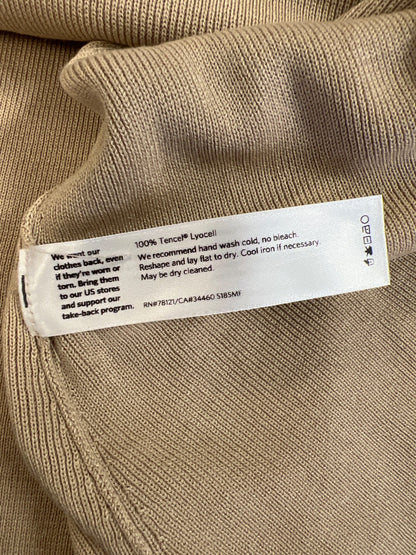 We want our
clothes back, even
if they're worn or
torn. Bring them
to our US stores
and support our
take-back program.
100% Tencel® Lyocell
We recommend hand wash cold, no bleach.
Reshape and lay flat to dry. Cool iron if necessary.
May be dry cleaned.
RN#78121/CA#34460 S18SMF